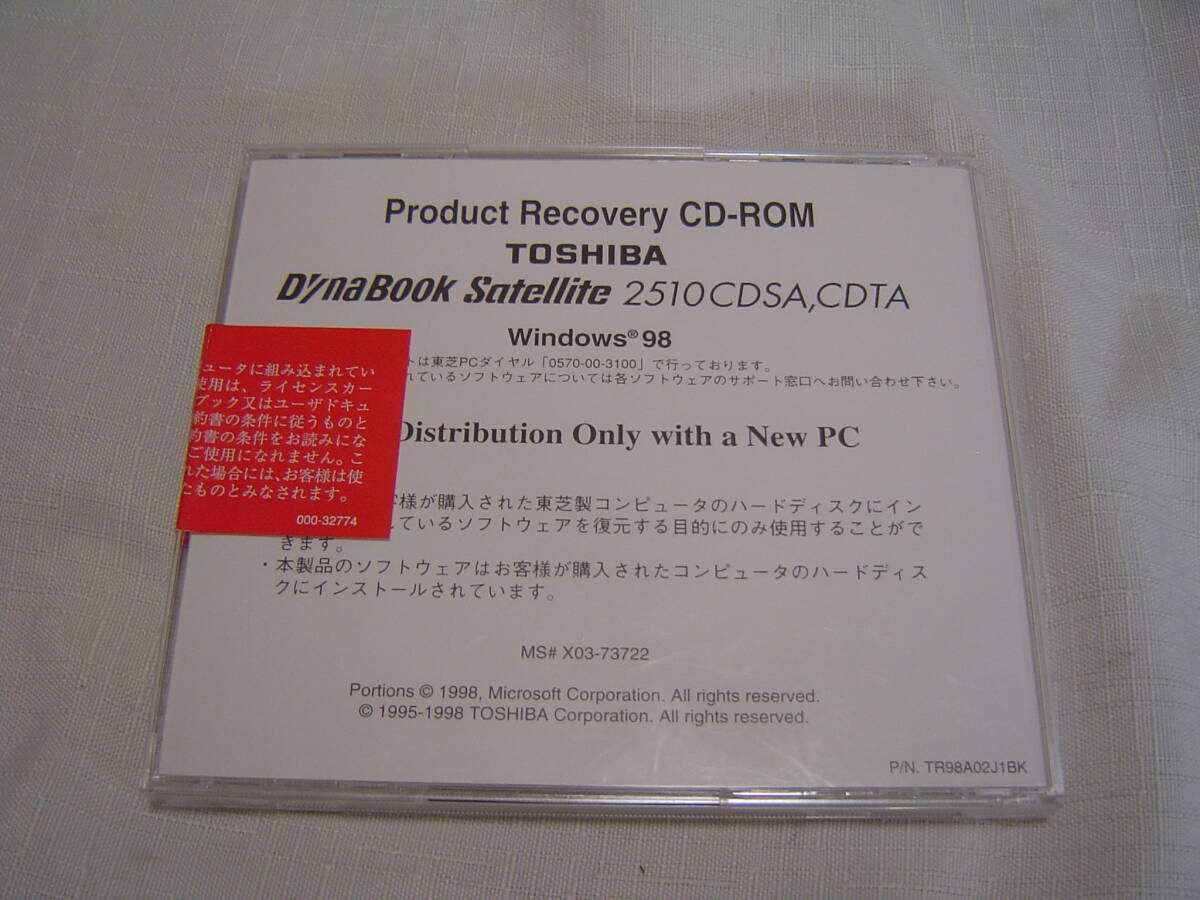 Product Recovery CD-ROM
TOSHIBA
DynaBook Satellite 2510CDSA,CDTA
Windows®98
トは東芝PCダイヤル「0570-00-3100」で行っております。
れているソフトウェアについては各ソフトウェアのサポート窓口へお問い合わせ下さい。
ュータに組み込まれてい
使用は、ライセンスカー
ブック又はユーザドキュ
約書の条件に従うものと
約書の条件をお読みにな
ご使用になれません。こ
れた場合には、お客様は使
たものとみなされます。
000-32774
Distribution Only with a New PC
客様が購入された東芝製コンピュータのハードディスクにイン
しているソフトウェアを復元する目的にのみ使用することがで
きます。
・本製品のソフトウェアはお客様が購入されたコンピュータのハードディス
クにインストールされています。
MS# X03-73722
Portions © 1998, Microsoft Corporation. All rights reserved.
© 1995-1998 TOSHIBA Corporation. All rights reserved.
P/N. TR98A02J1BK